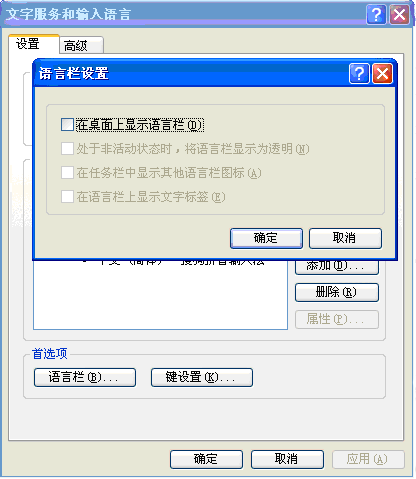 文字服务和输入语言
设置
高级
语言栏设置
在桌面上显示语言栏(D)
处于非活动状态时，将语言栏显示为透明(N)
在任务栏中显示其他语言栏图标(A)
在语言栏上显示文字标签(E)
确定
取消
添加(D)...
删除(R)
属性(P)...
首选项
语言栏(B)...
键设置(K)...
确定
取消
应用(A)